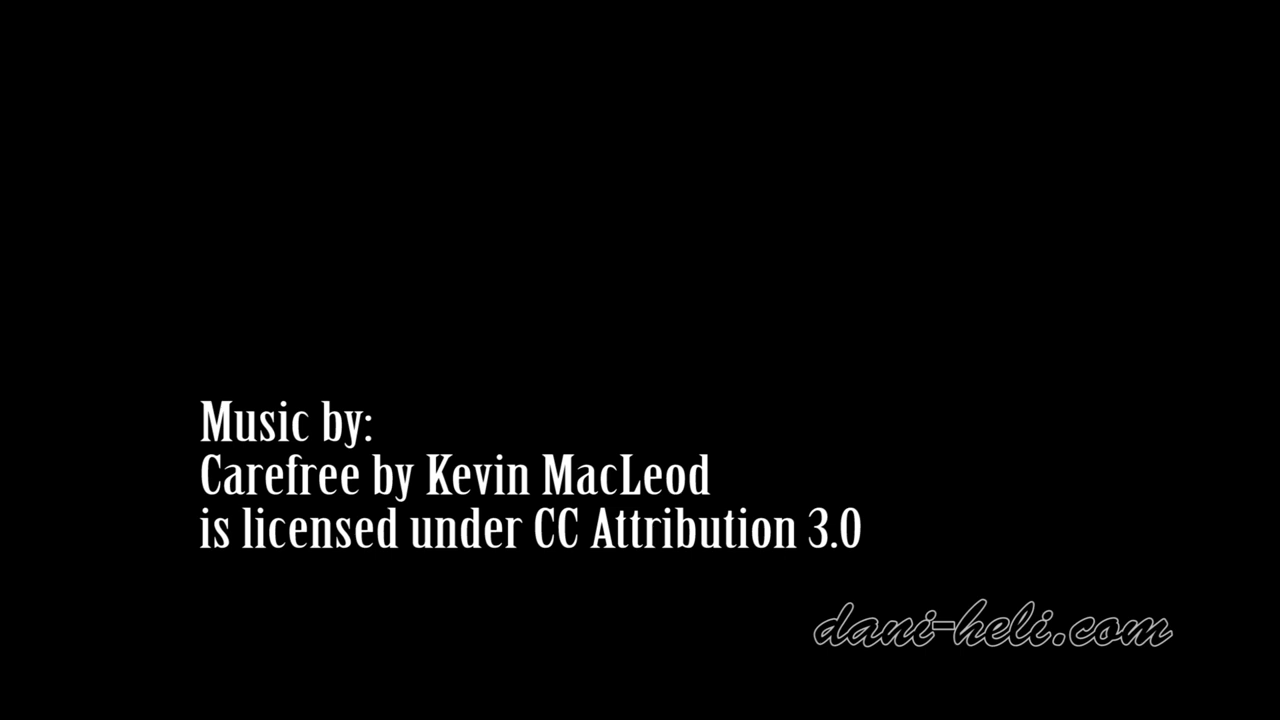 Music by:
Carefree by Kevin MacLeod
is licensed under CC Attribution 3.0
dani-heli.com